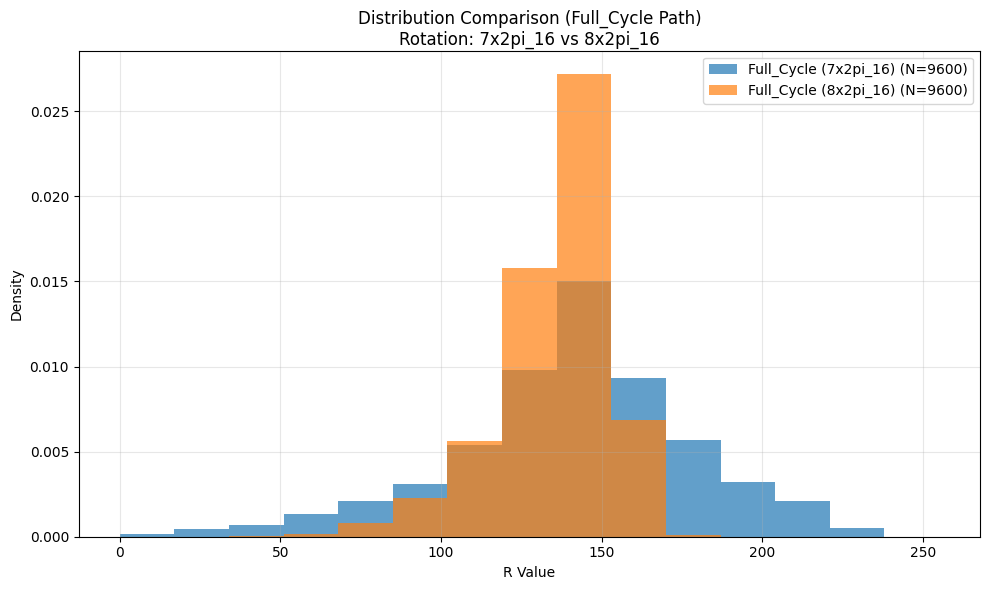 Distribution Comparison (Full_Cycle Path)
Rotation: 7x2pi_16 vs 8x2pi_16
Full_Cycle (7x2pi_16) (N=9600)
Full_Cycle (8x2pi_16) (N=9600)
0.025
0.020
0.015
0.010
0.005
0.000
Density
0 50 100 150 200 250
R Value